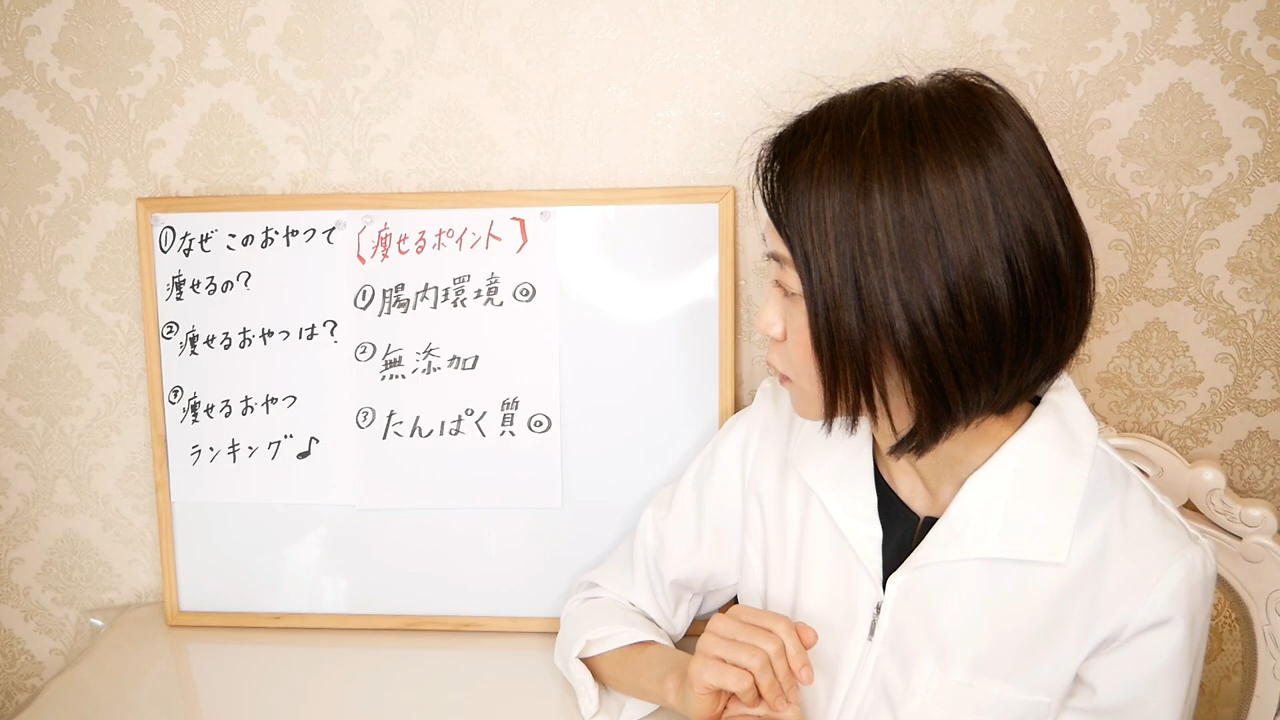 ①なぜこのおやつで
痩せるの?
②痩せるおやつは?
③痩せるおやつ
ランキング♪
【痩せるポイント】
①腸内環境◎
②無添加
③たんぱく質◎